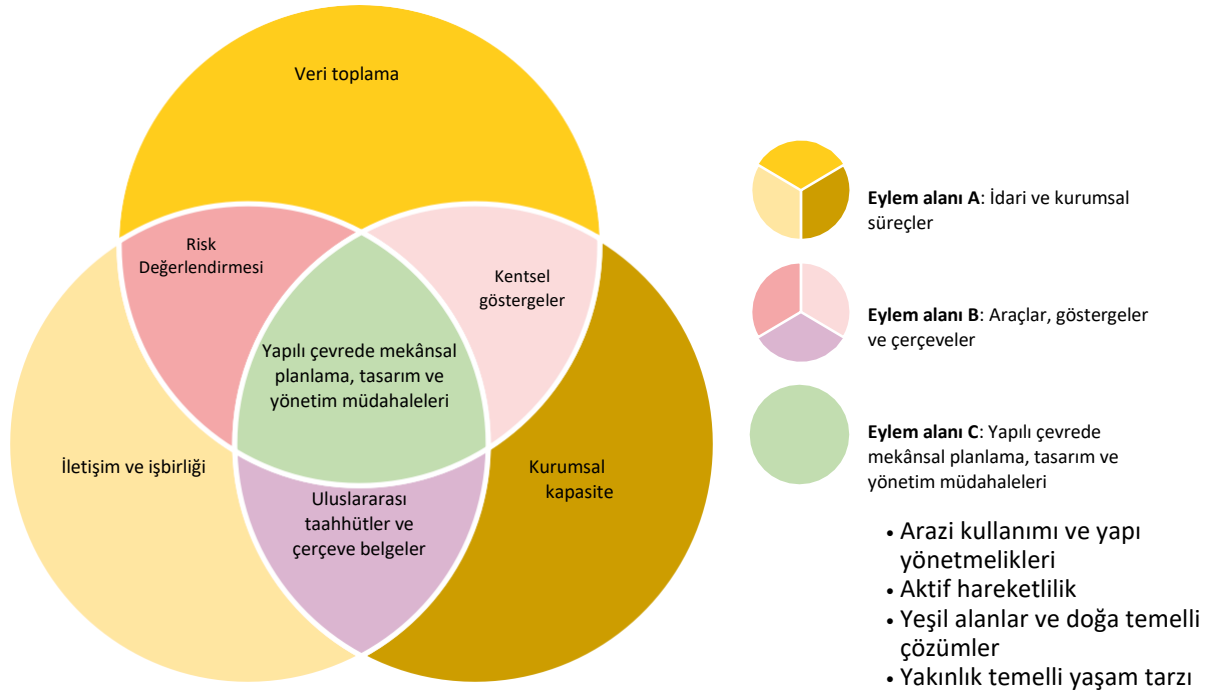 Veri toplama
Risk
Değerlendirmesi
Kentsel
göstergeler
Yapılı çevrede mekânsal
planlama, tasarım ve
yönetim müdahaleleri
İletişim ve işbirliği
Kurumsal
kapasite
Uluslararası
taahhütler ve
çerçeve belgeler
Eylem alanı A: İdari ve kurumsal
süreçler
Eylem alanı B: Araçlar, göstergeler
ve çerçeveler
Eylem alanı C: Yapılı çevrede
mekânsal planlama, tasarım ve
yönetim müdahaleleri
• Arazi kullanımı ve yapı
yönetmelikleri
• Aktif hareketlilik
• Yeşil alanlar ve doğa temelli
çözümler
• Yakınlık temelli yaşam tarzı